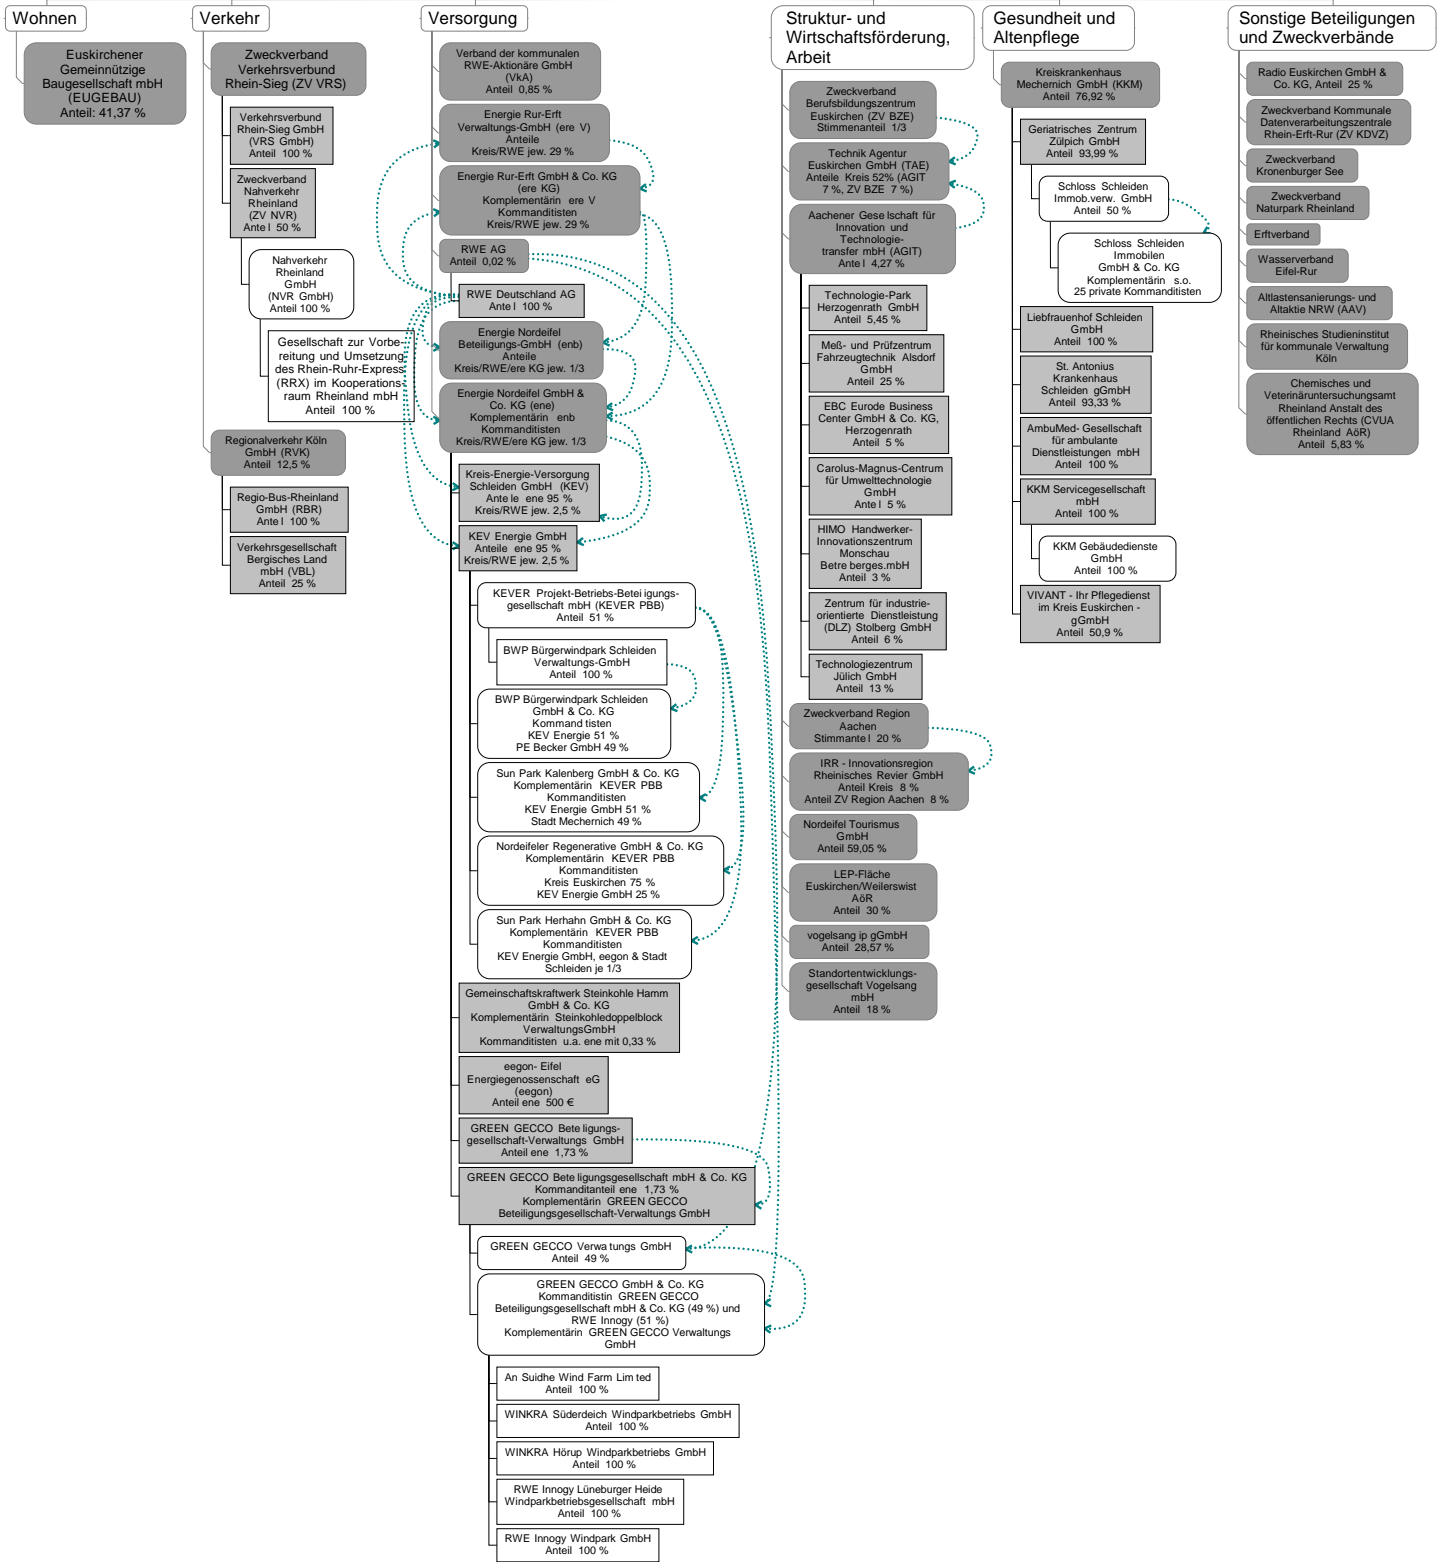 Wohnen
Euskirchener
Gemeinnützige
Baugesellschaft mbH
(EUGEBAU)
Anteil: 41,37 %
Verkehr
Zweckverband
Verkehrsverbund
Rhein-Sieg (ZV VRS)
Verkehrsverbund
Rhein-Sieg GmbH
(VRS GmbH)
Anteil 100 %
Zweckverband
Nahverkehr
Rheinland
(ZV NVR)
Ante l 50 %
Nahverkehr
Rheinland
GmbH
(NVR GmbH)
Anteil 100 %
Gesellschaft zur Vorbe-
reitung und Umsetzung
des Rhein-Ruhr-Express
(RRX) im Kooperations-
raum Rheinland mbH
Anteil 100 %
Regionalverkehr Köln
GmbH (RVK)
Anteil 12,5 %
Regio-Bus-Rheinland
GmbH (RBR)
Ante l 100 %
Verkehrsgesellschaft
Bergisches Land
mbH (VBL)
Anteil 25 %
Versorgung
Verband der kommunalen
RWE-Aktionäre GmbH
(VkA)
Anteil 0,85 %
Energie Rur-Erft
Verwaltungs-GmbH (ere V)
Anteile
Kreis/RWE jew. 29 %
Energie Rur-Erft GmbH & Co. KG
(ere KG)
Komplementärin ere V
Kommanditisten
Kreis/RWE jew. 29 %
RWE AG
Anteil 0,02 %
RWE Deutschland AG
Ante l 100 %
Energie Nordeifel
Beteiligungs-GmbH (enb)
Anteile
Kreis/RWE/ere KG jew. 1/3
Energie Nordeifel GmbH &
Co. KG (ene)
Komplementärin enb
Kommanditisten
Kreis/RWE/ere KG jew. 1/3
Kreis-Energie-Versorgung
Schleiden GmbH (KEV)
Ante le ene 95 %
Kreis/RWE jew. 2,5 %
KEV Energie GmbH
Anteile ene 95 %
Kreis/RWE jew. 2,5 %
KEVER Projekt-Betriebs-Betei igungs-
gesellschaft mbH (KEVER PBB)
Anteil 51 %
BWP Bürgerwindpark Schleiden
Verwaltungs-GmbH
Anteil 100 %
BWP Bürgerwindpark Schleiden
GmbH & Co. KG
Kommand tisten
KEV Energie 51 %
PE Becker GmbH 49 %
Sun Park Kalenberg GmbH & Co. KG
Komplementärin KEVER PBB
Kommanditisten
KEV Energie GmbH 51 %
Stadt Mechernich 49 %
Nordeifeler Regenerative GmbH & Co. KG
Komplementärin KEVER PBB
Kommanditisten
Kreis Euskirchen 75 %
KEV Energie GmbH 25 %
Sun Park Herhahn GmbH & Co. KG
Komplementärin KEVER PBB
Kommanditisten
KEV Energie GmbH, eegon & Stadt
Schleiden je 1/3
Gemeinschaftskraftwerk Steinkohle Hamm
GmbH & Co. KG
Komplementärin Steinkohledoppelblock
VerwaltungsGmbH
Kommanditisten u.a. ene mit 0,33 %
eegon- Eifel
Energiegenossenschaft eG
(eegon)
Anteil ene 500 €
GREEN GECCO Bete ligungs-
gesellschaft-Verwaltungs GmbH
Anteil ene 1,73 %
GREEN GECCO Bete ligungsgesellschaft mbH & Co. KG
Kommanditanteil ene 1,73 %
Komplementärin GREEN GECCO
Beteiligungsgesellschaft-Verwaltungs GmbH
GREEN GECCO Verwa tungs GmbH
Anteil 49 %
GREEN GECCO GmbH & Co. KG
Kommanditistin GREEN GECCO
Beteiligungsgesellschaft mbH & Co. KG (49 %) und
RWE Innogy (51 %)
Komplementärin GREEN GECCO Verwaltungs
GmbH
An Suidhe Wind Farm Lim ted
Anteil 100 %
WINKRA Süderdeich Windparkbetriebs GmbH
Anteil 100 %
WINKRA Hörup Windparkbetriebs GmbH
Anteil 100 %
RWE Innogy Lüneburger Heide
Windparkbetriebsgesellschaft mbH
Anteil 100 %
RWE Innogy Windpark GmbH
Anteil 100 %
Struktur- und
Wirtschaftsförderung,
Arbeit
Zweckverband
Berufsbildungszentrum
Euskirchen (ZV BZE)
Stimmenanteil 1/3
Technik Agentur
Euskirchen GmbH (TAE)
Anteile Kreis 52% (AGIT
7 %, ZV BZE 7 %)
Aachener Gese lschaft für
Innovation und
Technologie-
transfer mbH (AGIT)
Ante l 4,27 %
Technologie-Park
Herzogenrath GmbH
Anteil 5,45 %
Meß- und Prüfzentrum
Fahrzeugtechnik Alsdorf
GmbH
Anteil 25 %
EBC Eurode Business
Center GmbH & Co. KG,
Herzogenrath
Anteil 5 %
Carolus-Magnus-Centrum
für Umwelttechnologie
GmbH
Ante l 5 %
HIMO Handwerker-
Innovationszentrum
Monschau
Betre berges.mbH
Anteil 3 %
Zentrum für industrie-
orientierte Dienstleistung
(DLZ) Stolberg GmbH
Anteil 6 %
Technologiezentrum
Jülich GmbH
Anteil 13 %
Zweckverband Region
Aachen
Stimmante l 20 %
IRR - Innovationsregion
Rheinisches Revier GmbH
Anteil Kreis 8 %
Anteil ZV Region Aachen 8 %
Nordeifel Tourismus
GmbH
Anteil 59,05 %
LEP-Fläche
Euskirchen/Weilerswist
AöR
Anteil 30 %
vogelsang ip gGmbH
Anteil 28,57 %
Standortentwicklungs-
gesellschaft Vogelsang
mbH
Anteil 18 %
Gesundheit und
Altenpflege
Kreiskrankenhaus
Mechernich GmbH (KKM)
Anteil 76,92 %
Geriatrisches Zentrum
Zülpich GmbH
Anteil 93,99 %
Schloss Schleiden
Immob.verw. GmbH
Anteil 50 %
Schloss Schleiden
Immobilen
GmbH & Co. KG
Komplementärin s.o.
25 private Kommanditisten
Liebfrauenhof Schleiden
GmbH
Anteil 100 %
St. Antonius
Krankenhaus
Schleiden gGmbH
Anteil 93,33 %
AmbuMed- Gesellschaft
für ambulante
Dienstleistungen mbH
Anteil 100 %
KKM Servicegesellschaft
mbH
Anteil 100 %
KKM Gebäudedienste
GmbH
Anteil 100 %
VIVANT - Ihr Pflegedienst
im Kreis Euskirchen -
gGmbH
Anteil 50,9 %
Sonstige Beteiligungen
und Zweckverbände
Radio Euskirchen GmbH &
Co. KG, Anteil 25 %
Zweckverband Kommunale
Datenverarbeitungszentrale
Rhein-Erft-Rur (ZV KDVZ)
Zweckverband
Kronenburger See
Zweckverband
Naturpark Rheinland
Erftverband
Wasserverband
Eifel-Rur
Altlastensanierungs- und
Altaktie NRW (AAV)
Rheinisches Studieninstitut
für kommunale Verwaltung
Köln
Chemisches und
Veterinäruntersuchungsamt
Rheinland Anstalt des
öffentlichen Rechts (CVUA
Rheinland AöR)
Anteil 5,83 %